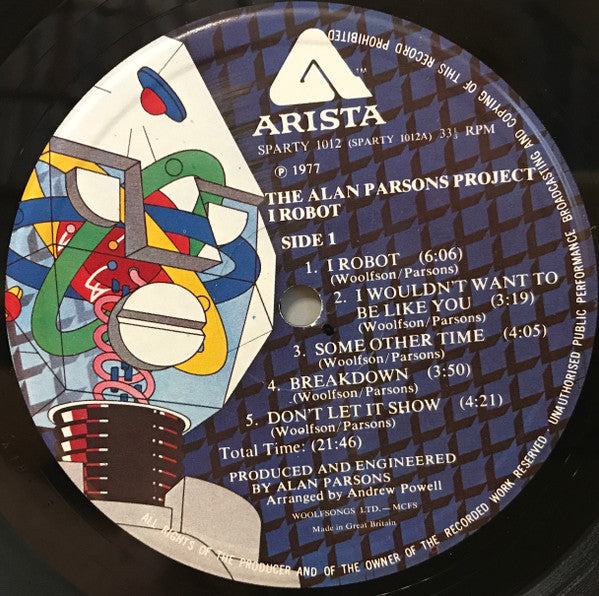 ARISTA
TM
SPARTY 1012 (SPARTY 1012A) 33⅓ RPM
℗ 1977
THE ALAN PARSONS PROJECT
I ROBOT
SIDE 1
1. I ROBOT (6:06)
(Woolfson/Parsons)
2. I WOULDN'T WANT TO
BE LIKE YOU (3:19)
(Woolfson/Parsons)
3. SOME OTHER TIME (4:05)
(Woolfson/Parsons)
4. BREAKDOWN (3:50)
(Woolfson/Parsons)
5. DON'T LET IT SHOW (4:21)
(Woolfson/Parsons)
Total Time: (21:46)
PRODUCED AND ENGINEERED
BY ALAN PARSONS
Arranged by Andrew Powell
WOOLFSONGS LTD.—MCFS
Made in Great Britain
ALL RIGHTS OF THE PRODUCER AND OF THE OWNER OF THE RECORDED WORK RESERVED. UNAUTHORISED PUBLIC PERFORMANCE BROADCASTING AND COPYING OF THIS RECORD PROHIBITED